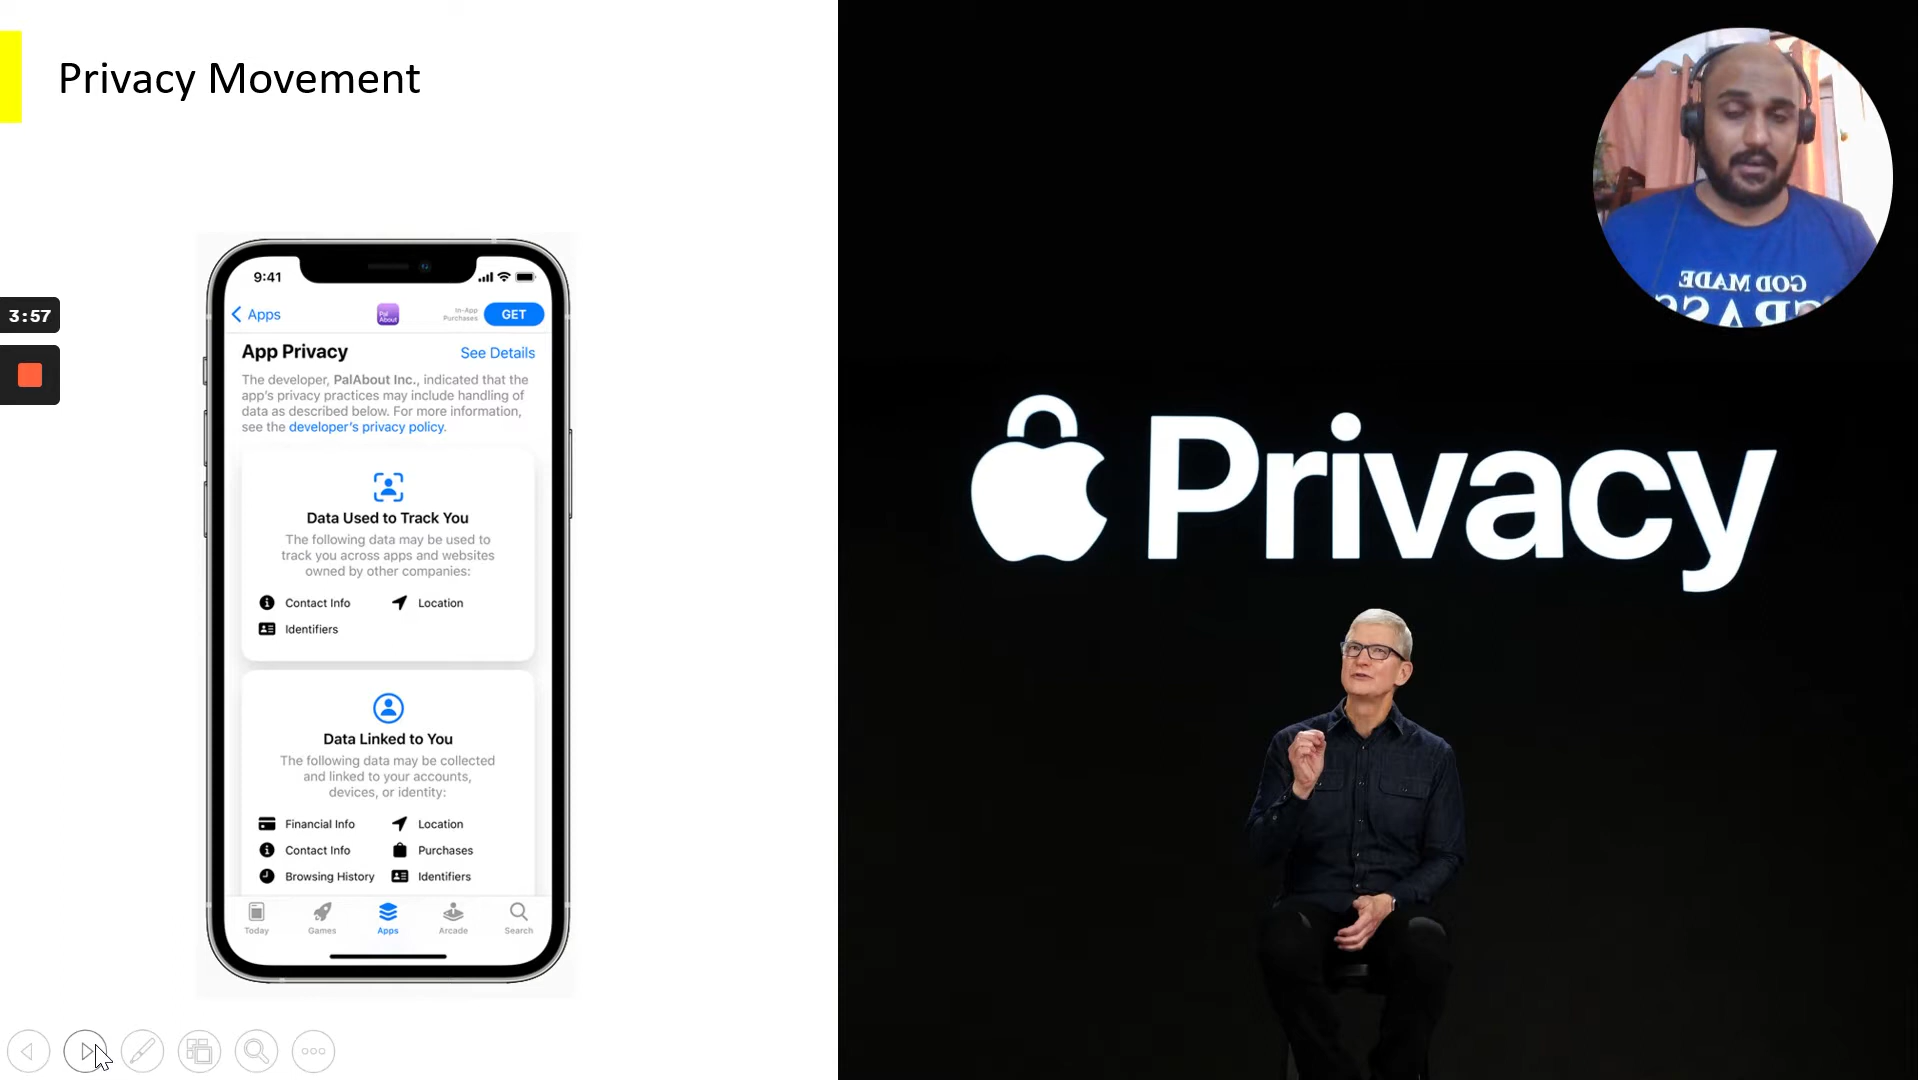 Privacy Movement
3:57
9:41
Apps
Pal
About
In-App
Purchases
GET
App Privacy
See Details
The developer, PalAbout Inc., indicated that the
app's privacy practices may include handling of
data as described below. For more information,
see the developer's privacy policy.
Data Used to Track You
The following data may be used to
track you across apps and websites
owned by other companies:
Contact Info
Location
Identifiers
Data Linked to You
The following data may be collected
and linked to your accounts,
devices, or identity:
Financial Info
Location
Contact Info
Purchases
Browsing History
Identifiers
Today
Games
Apps
Arcade
Search
Privacy
GOD MADE